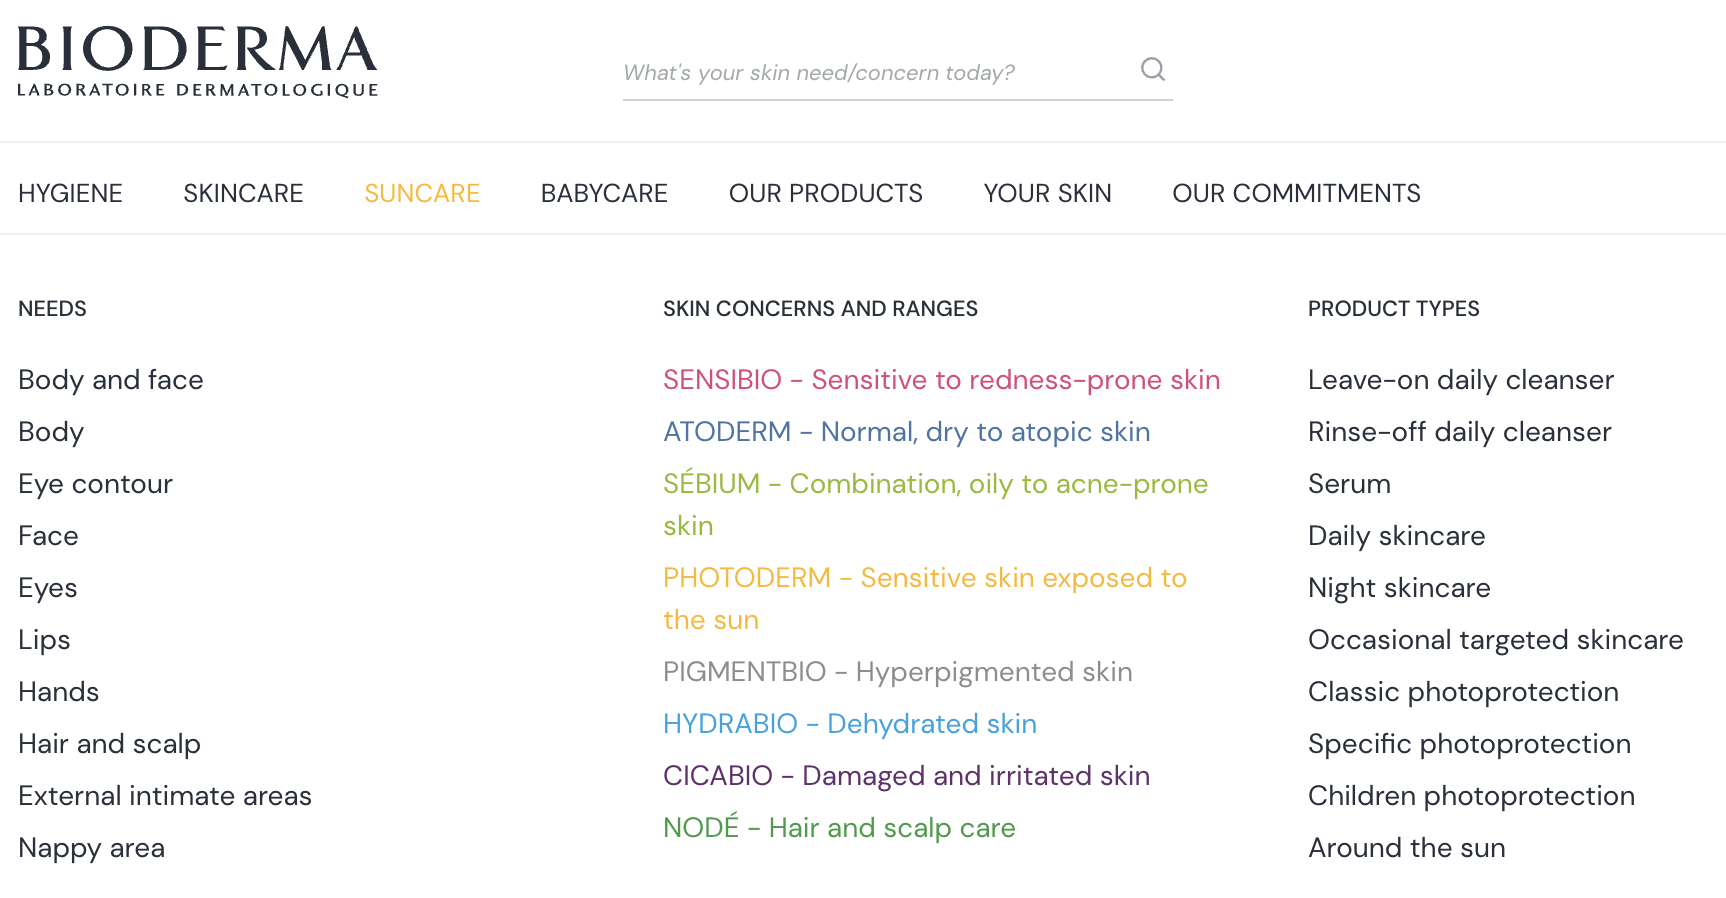 BIODERMA
LABORATOIRE DERMATOLOGIQUE
What's your skin need/concern today?
HYGIENE SKINCARE SUNCARE BABYCARE OUR PRODUCTS YOUR SKIN OUR COMMITMENTS
NEEDS
Body and face
Body
Eye contour
Face
Eyes
Lips
Hands
Hair and scalp
External intimate areas
Nappy area
SKIN CONCERNS AND RANGES
SENSIBIO - Sensitive to redness-prone skin
ATODERM - Normal, dry to atopic skin
SÉBIUM - Combination, oily to acne-prone
skin
PHOTODERM - Sensitive skin exposed to
the sun
PIGMENTBIO - Hyperpigmented skin
HYDRABIO - Dehydrated skin
CICABIO - Damaged and irritated skin
NODÉ - Hair and scalp care
PRODUCT TYPES
Leave-on daily cleanser
Rinse-off daily cleanser
Serum
Daily skincare
Night skincare
Occasional targeted skincare
Classic photoprotection
Specific photoprotection
Children photoprotection
Around the sun